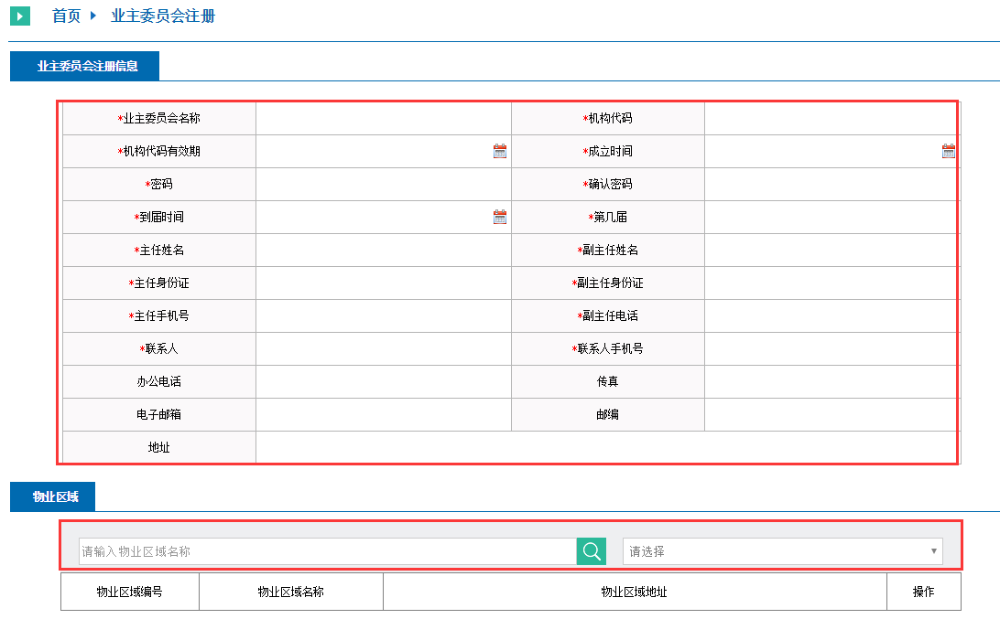 首页 业主委员会注册
业主委员会注册信息
*业主委员会名称 *机构代码
*机构代码有效期 *成立时间
*密码 *确认密码
*到届时间 *第几届
*主任姓名 *副主任姓名
*主任身份证 *副主任身份证
*主任手机号 *副主任电话
*联系人 *联系人手机号
办公电话 传真
电子邮箱 邮编
地址
物业区域
请输入物业区域名称 请选择
物业区域编号 物业区域名称 物业区域地址 操作